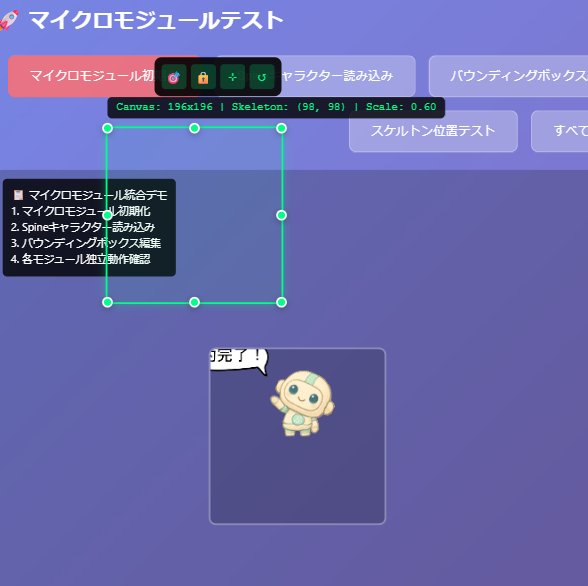 🚀 マイクロモジュールテスト
マイクロモジュール初
ャラクター読み込み
バウンディングボックス
Canvas: 196x196 | Skeleton: (98, 98) | Scale: 0.60
スケルトン位置テスト
すべて
📋 マイクロモジュール統合デモ
1. マイクロモジュール初期化
2. Spineキャラクター読み込み
3. バウンディングボックス編集
4. 各モジュール独立動作確認
完了！